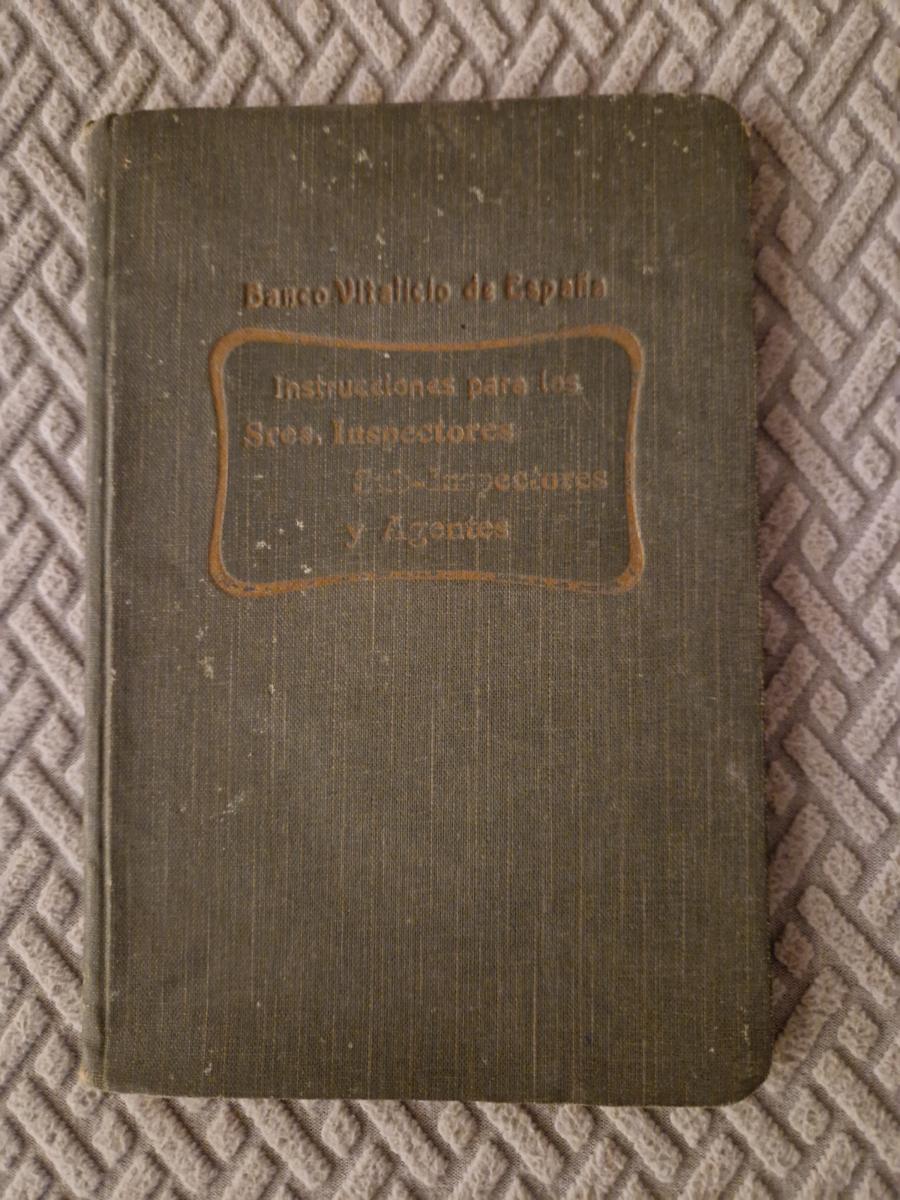 Banco Vitalicio de España
Instrucciones para los
Sres. Inspectores
Sub-Inspectores
y Agentes